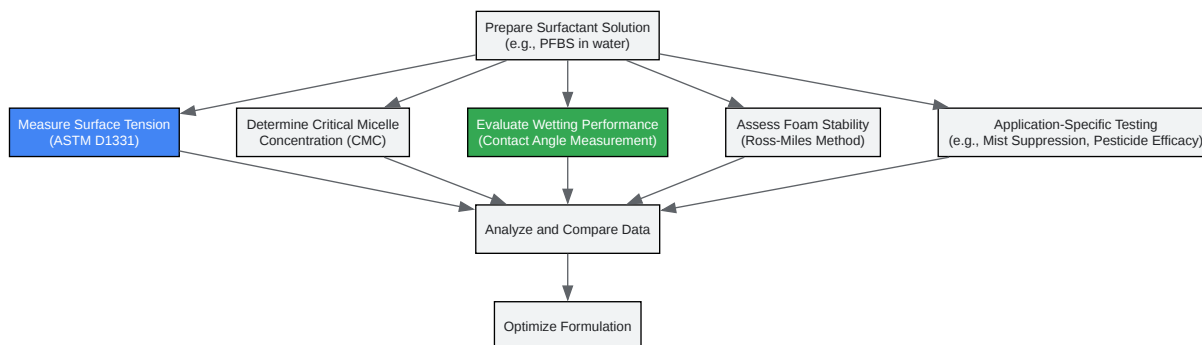 Prepare Surfactant Solution
(e.g., PFBS in water)
Measure Surface Tension
(ASTM D1331)
Determine Critical Micelle
Concentration (CMC)
Evaluate Wetting Performance
(Contact Angle Measurement)
Assess Foam Stability
(Ross-Miles Method)
Application-Specific Testing
(e.g., Mist Suppression, Pesticide Efficacy)
Analyze and Compare Data
Optimize Formulation